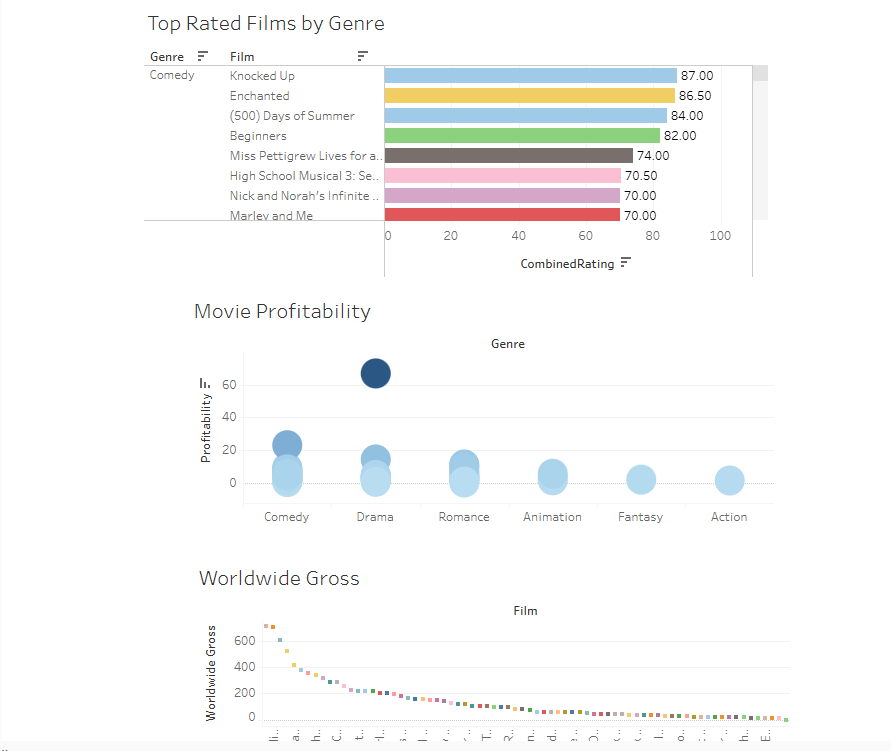 Top Rated Films by Genre
Genre Film
Comedy Knocked Up 87.00
Enchanted 86.50
(500) Days of Summer 84.00
Beginners 82.00
Miss Pettigrew Lives for a.. 74.00
High School Musical 3: Se.. 70.50
Nick and Norah's Infinite .. 70.00
Marley and Me 70.00
0 20 40 60 80 100
CombinedRating
Movie Profitability
Genre
Profitability
60
40
20
0
Comedy Drama Romance Animation Fantasy Action
Worldwide Gross
Film
Worldwide Gross
600
400
200
0